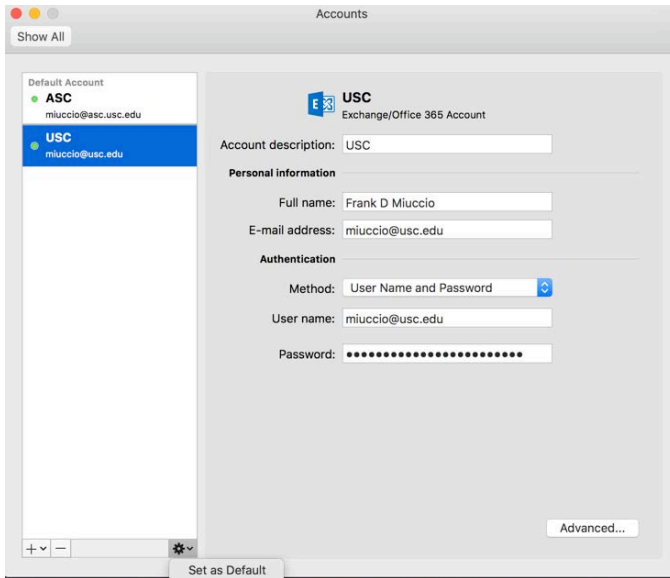 Accounts
Show All
Default Account
ASC
miuccio@asc.usc.edu
USC
miuccio@usc.edu
USC
Exchange/Office 365 Account
Account description: USC
Personal information
Full name: Frank D Miuccio
E-mail address: miuccio@usc.edu
Authentication
Method: User Name and Password
User name: miuccio@usc.edu
Password: ••••••••••••••••••••••••
Advanced...
Set as Default